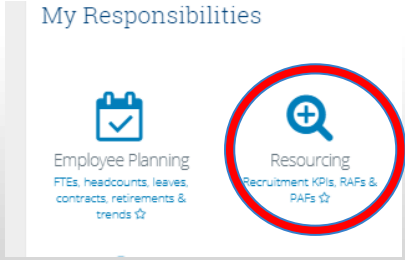 My Responsibilities
Employee Planning
FTEs, headcounts, leaves,
contracts, retirements &
trends ☆
Resourcing
Recruitment KPIs, RAFs &
PAFs ☆